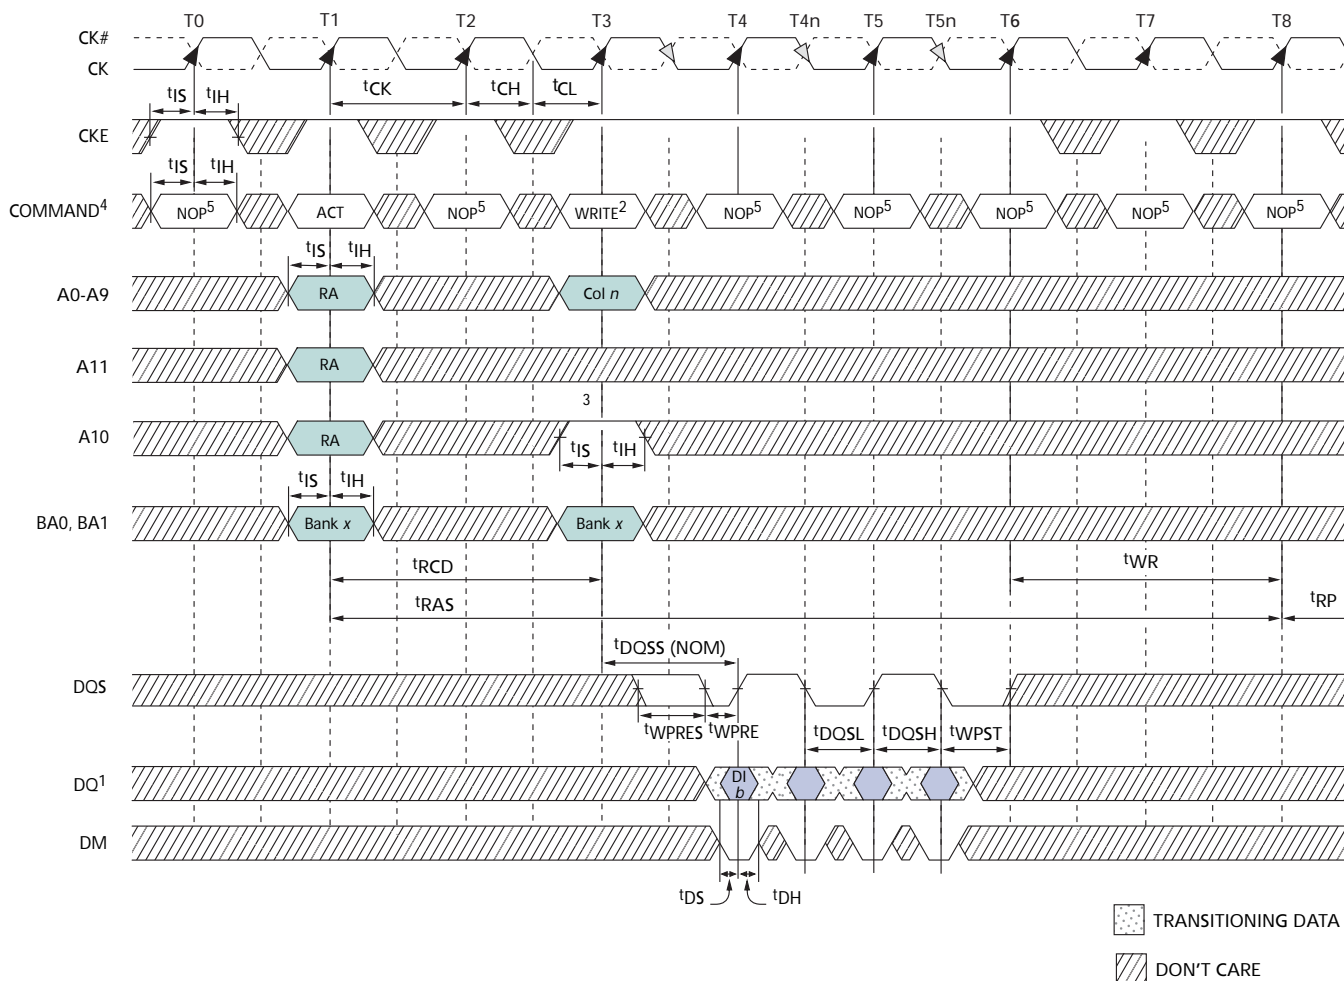 T0 T1 T2 T3 T4 T4n T5 T5n T6 T7 T8
CK#
CK
tCK tCH tCL
tIS tIH
CKE
tIS tIH
COMMAND4 NOP5 ACT NOP5 WRITE2 NOP5 NOP5 NOP5 NOP5 NOP5
tIS tIH
A0-A9 RA Col n
A11 RA
3
A10 RA
tIS tIH
tIS tIH
BA0, BA1 Bank x Bank x
tRCD tWR
tRAS tRP
tDQSS (NOM)
DQS
tWPRES tWPRE tDQSL tDQSH tWPST
DQ1 DI
b
DM
tDS tDH
TRANSITIONING DATA
DON'T CARE